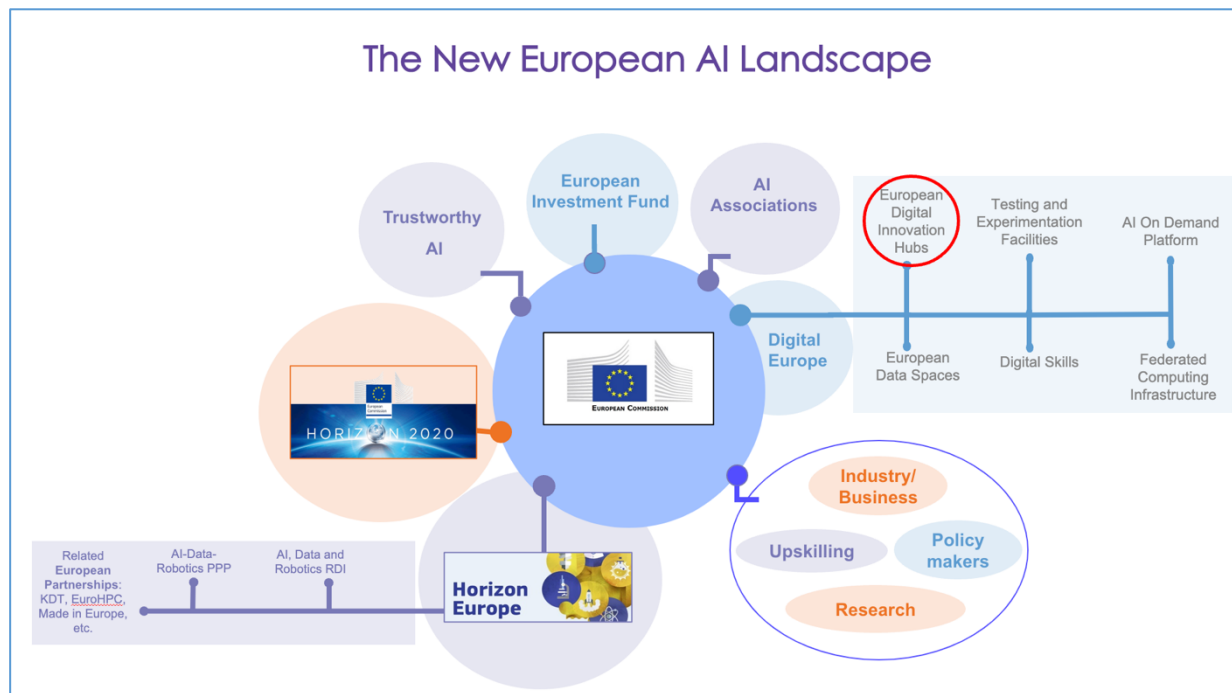 The New European AI Landscape
Trustworthy
AI
European
Investment Fund
AI
Associations
Digital
Europe
European
Digital
Innovation
Hubs
Testing and
Experimentation
Facilities
AI On Demand
Platform
European
Data Spaces
Digital Skills
Federated
Computing
Infrastructure
EUROPEAN COMMISSION
European
Commission
HORIZON 2020
Industry/
Business
Upskilling
Policy
makers
Research
Horizon
Europe
Related
European
Partnerships:
KDT, EuroHPC,
Made in Europe,
etc.
AI-Data-
Robotics PPP
AI, Data and
Robotics RDI